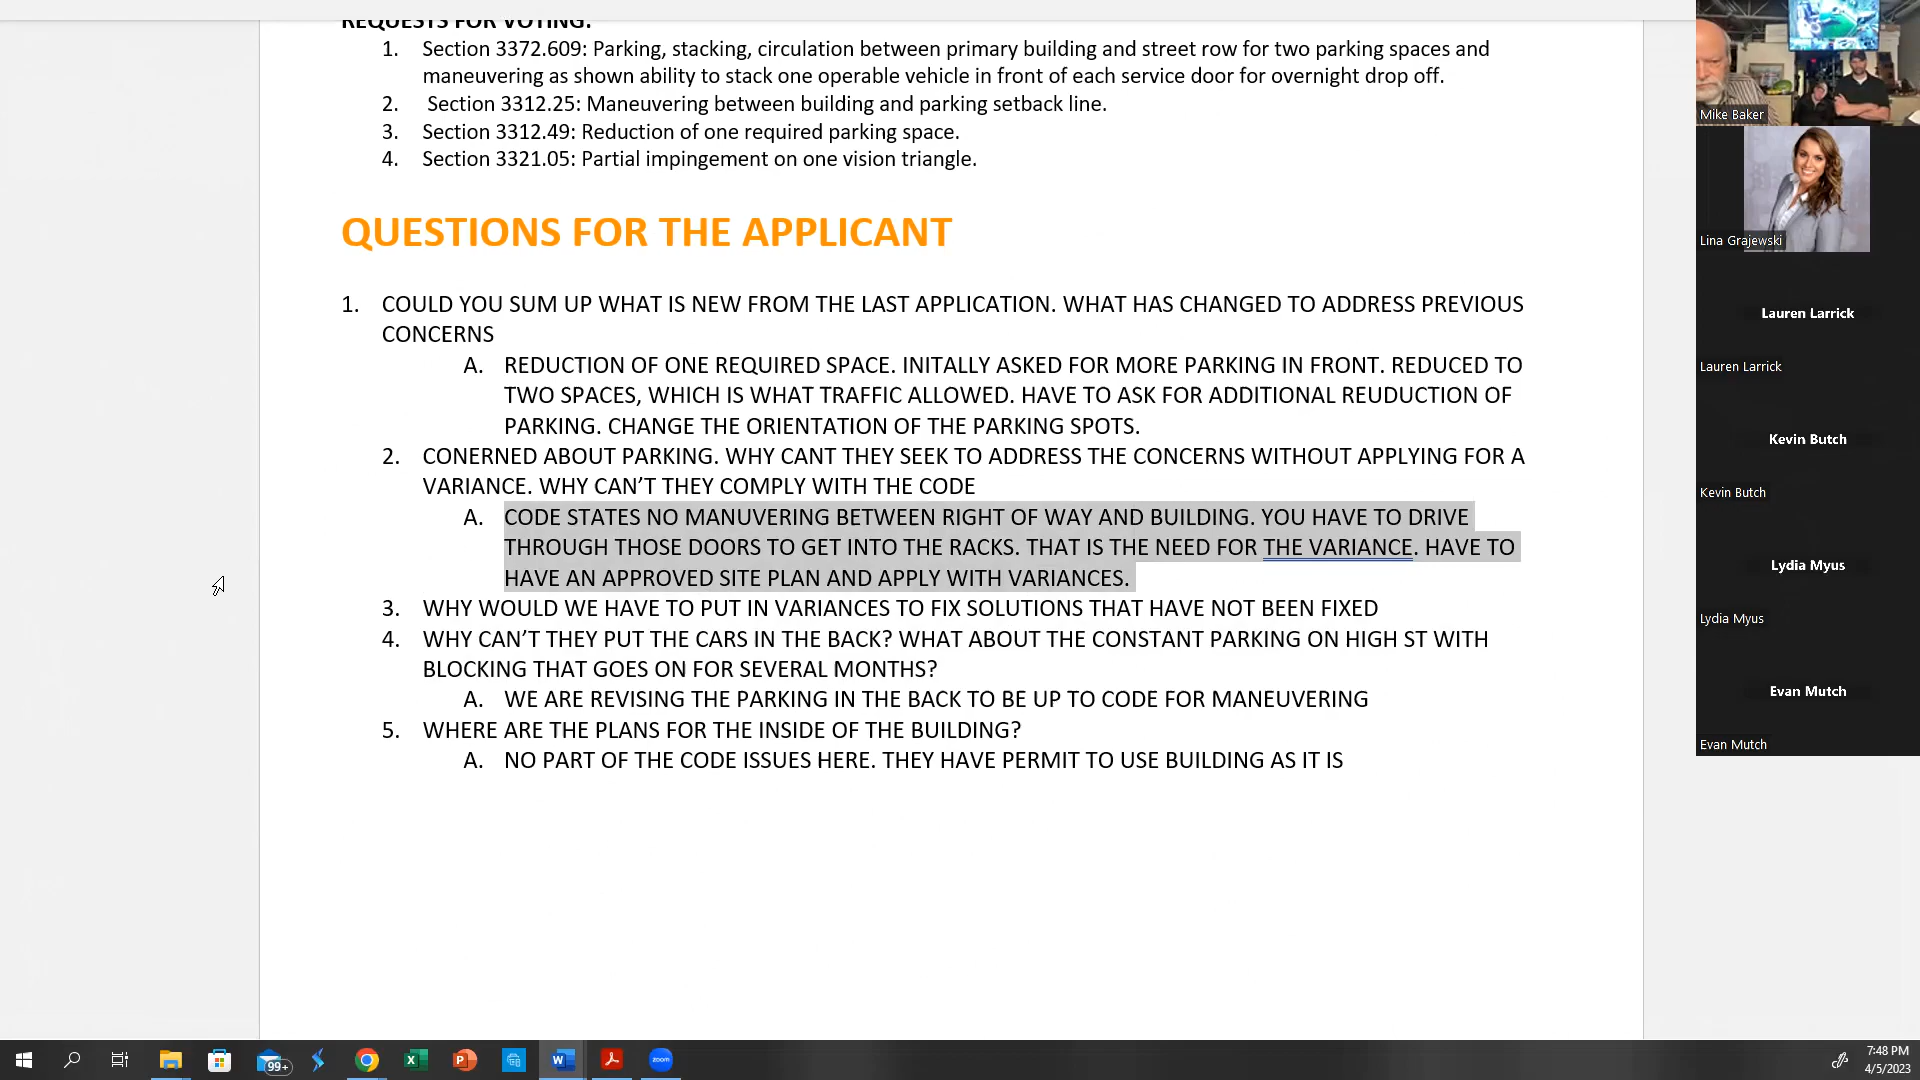 REQUESTS FOR VOTING:
1. Section 3372.609: Parking, stacking, circulation between primary building and street row for two parking spaces and
maneuvering as shown ability to stack one operable vehicle in front of each service door for overnight drop off.
2. Section 3312.25: Maneuvering between building and parking setback line.
3. Section 3312.49: Reduction of one required parking space.
4. Section 3321.05: Partial impingement on one vision triangle.
QUESTIONS FOR THE APPLICANT
1. COULD YOU SUM UP WHAT IS NEW FROM THE LAST APPLICATION. WHAT HAS CHANGED TO ADDRESS PREVIOUS
CONCERNS
A. REDUCTION OF ONE REQUIRED SPACE. INITALLY ASKED FOR MORE PARKING IN FRONT. REDUCED TO
TWO SPACES, WHICH IS WHAT TRAFFIC ALLOWED. HAVE TO ASK FOR ADDITIONAL REUDUCTION OF
PARKING. CHANGE THE ORIENTATION OF THE PARKING SPOTS.
2. CONERNED ABOUT PARKING. WHY CANT THEY SEEK TO ADDRESS THE CONCERNS WITHOUT APPLYING FOR A
VARIANCE. WHY CAN'T THEY COMPLY WITH THE CODE
A. CODE STATES NO MANUVERING BETWEEN RIGHT OF WAY AND BUILDING. YOU HAVE TO DRIVE
THROUGH THOSE DOORS TO GET INTO THE RACKS. THAT IS THE NEED FOR THE VARIANCE. HAVE TO
HAVE AN APPROVED SITE PLAN AND APPLY WITH VARIANCES.
3. WHY WOULD WE HAVE TO PUT IN VARIANCES TO FIX SOLUTIONS THAT HAVE NOT BEEN FIXED
4. WHY CAN'T THEY PUT THE CARS IN THE BACK? WHAT ABOUT THE CONSTANT PARKING ON HIGH ST WITH
BLOCKING THAT GOES ON FOR SEVERAL MONTHS?
A. WE ARE REVISING THE PARKING IN THE BACK TO BE UP TO CODE FOR MANEUVERING
5. WHERE ARE THE PLANS FOR THE INSIDE OF THE BUILDING?
A. NO PART OF THE CODE ISSUES HERE. THEY HAVE PERMIT TO USE BUILDING AS IT IS
Mike Baker
Lina Grajewski
Lauren Larrick
Lauren Larrick
Kevin Butch
Kevin Butch
Lydia Myus
Lydia Myus
Evan Mutch
Evan Mutch
99+
zoom
7:48 PM
4/5/2023